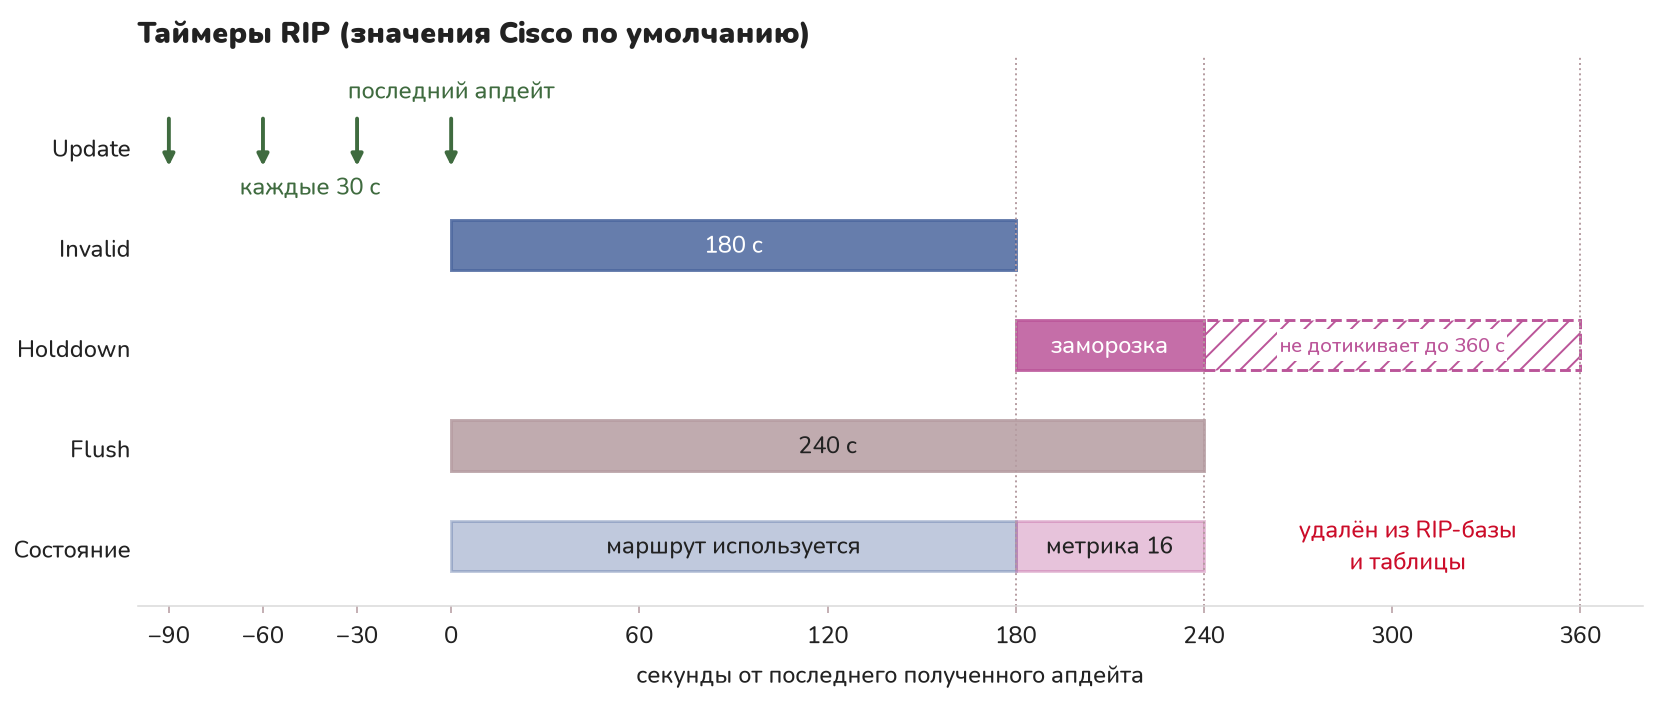 Таймеры RIP (значения Cisco по умолчанию)
последний апдейт
Update
каждые 30 с
Invalid
180 с
Holddown
заморозка
не дотикивает до 360 с
Flush
240 с
Состояние
маршрут используется
метрика 16
удалён из RIP-базы
и таблицы
−90 −60 −30 0 60 120 180 240 300 360
секунды от последнего полученного апдейта